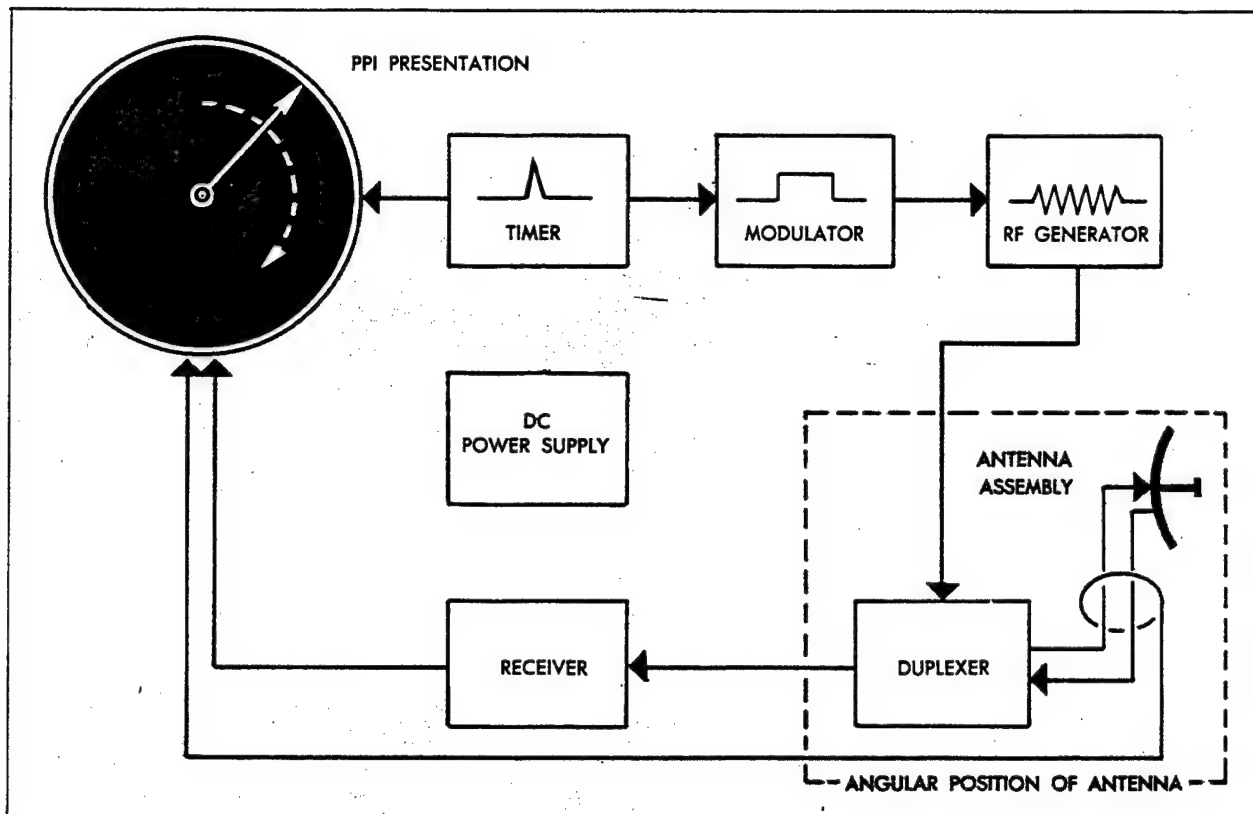 PPI PRESENTATION
TIMER
MODULATOR
RF GENERATOR
DC
POWER SUPPLY
ANTENNA
ASSEMBLY
RECEIVER
DUPLEXER
ANGULAR POSITION OF ANTENNA